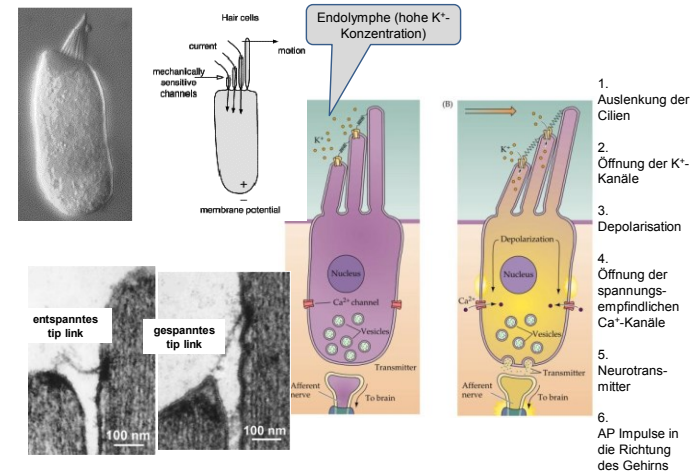 Hair cells
current
motion
mechanically
sensitive
channels
+
–
membrane potential
Endolymphe (hohe K⁺-
Konzentration)
K⁺
Nucleus
Ca²⁺ channel
Vesicles
Transmitter
Afferent
nerve
To brain
(B)
K⁺
Depolarization
Nucleus
Ca²⁺
Vesicles
Transmitter
Afferent
nerve
To brain
entspanntes
tip link
100 nm
gespanntes
tip link
100 nm
1.
Auslenkung der
Cilien
2.
Öffnung der K⁺-
Kanäle
3.
Depolarisation
4.
Öffnung der
spannungs-
empfindlichen
Ca⁺-Kanäle
5.
Neurotrans-
mitter
6.
AP Impulse in
die Richtung
des Gehirns